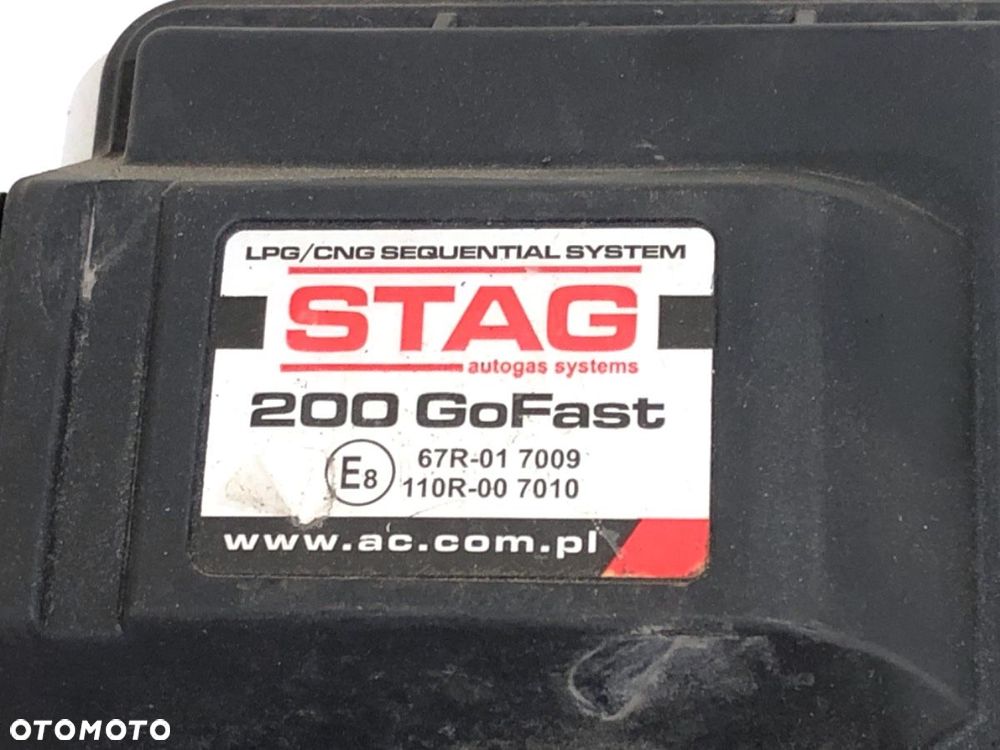 LPG/CNG SEQUENTIAL SYSTEM
STAG
autogas systems
200 GoFast
E8 67R-01 7009
110R-00 7010
www.ac.com.pl
OTOMOTO